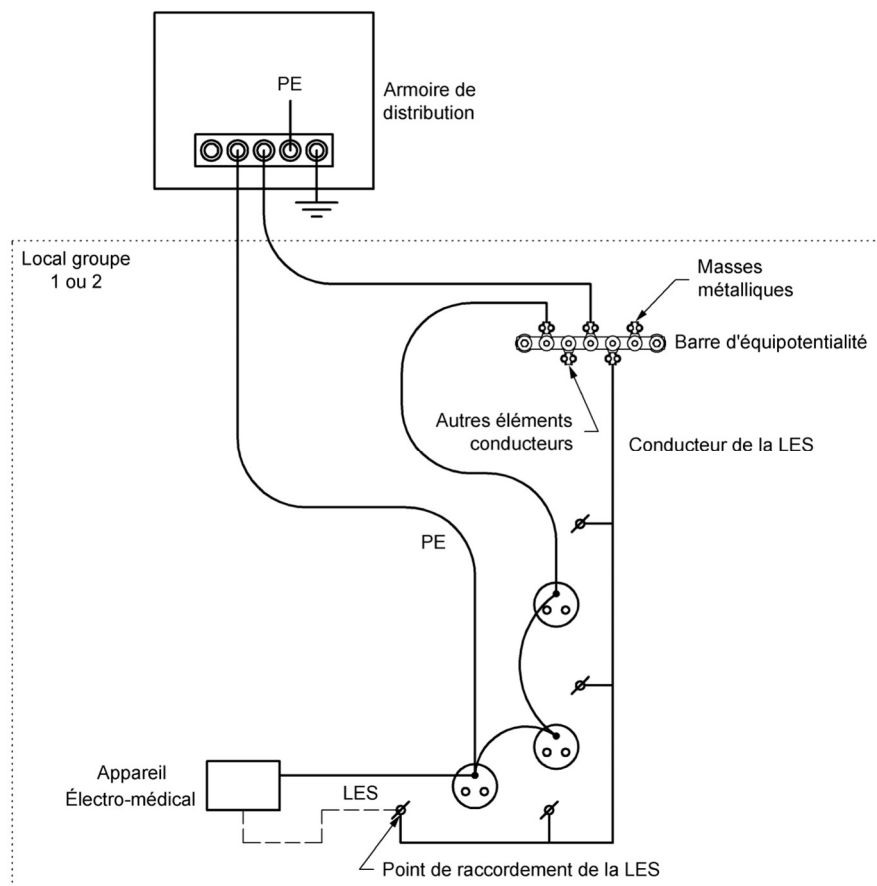 PE
Armoire de
distribution
Local groupe
1 ou 2
Masses
métalliques
Barre d'équipotentialité
Autres éléments
conducteurs
Conducteur de la LES
PE
Appareil
Électro-médical
LES
Point de raccordement de la LES